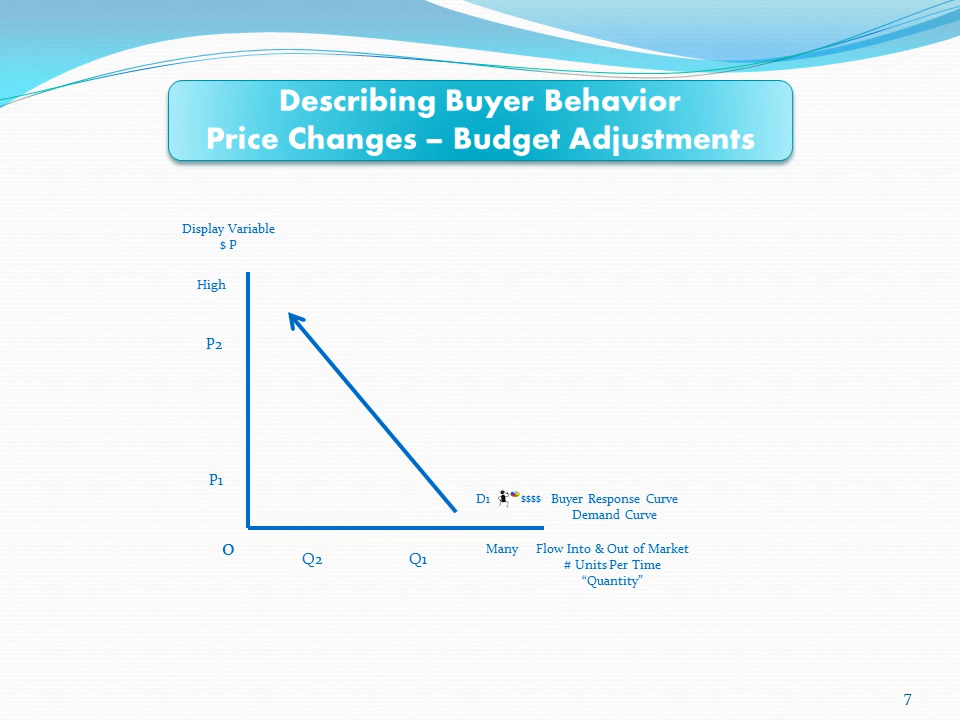 Describing Buyer Behavior
Price Changes – Budget Adjustments
Display Variable
$ P
High
P2
P1
D1 $$$$ Buyer Response Curve
Demand Curve
0
Q2
Q1
Many Flow Into & Out of Market
# Units Per Time
“Quantity”
7